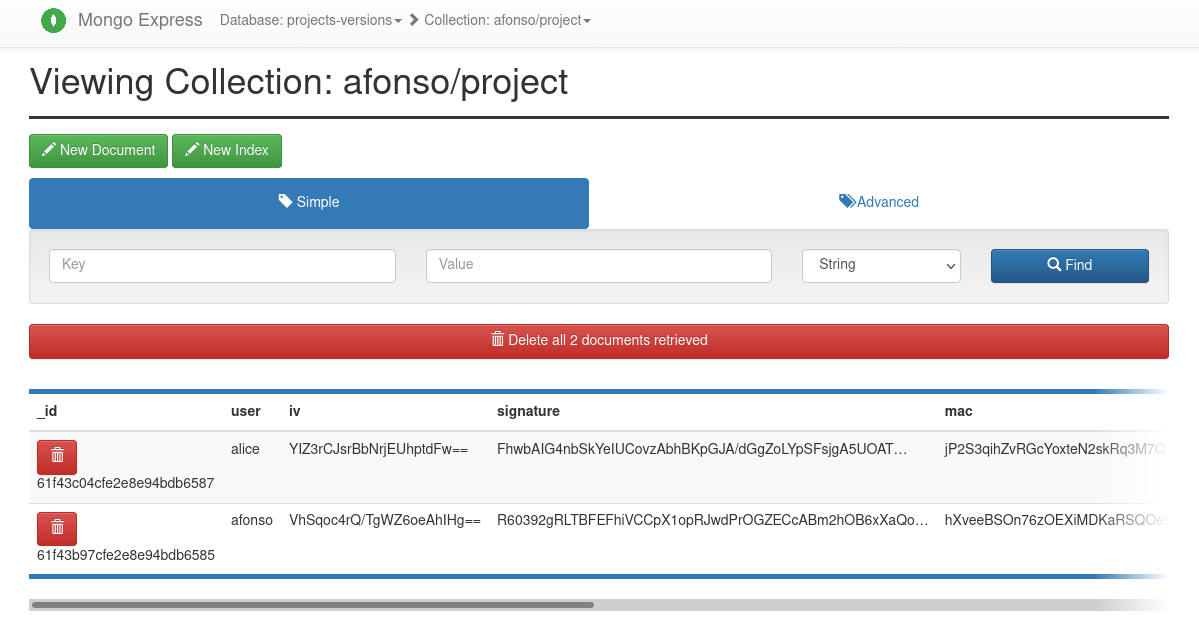 Mongo Express Database: projects-versions Collection: afonso/project
Viewing Collection: afonso/project
New Document New Index
Simple Advanced
Key Value String Find
Delete all 2 documents retrieved
_id user iv signature mac
alice YIZ3rCJsrBbNrjEUhptdFw== FhwbAIG4nbSkYeIUCovzAbhBKpGJA/dGgZoLYpSFsjgA5UOAT… jP2S3qihZvRGcYoxteN2skRq3M7Q
61f43c04cfe2e8e94bdb6587
afonso VhSqoc4rQ/TgWZ6oeAhIHg== R60392gRLTBFEFhiVCCpX1opRJwdPrOGZECcABm2hOB6xXaQo… hXveeBSOn76zOEXiMDKaRSQOe
61f43b97cfe2e8e94bdb6585